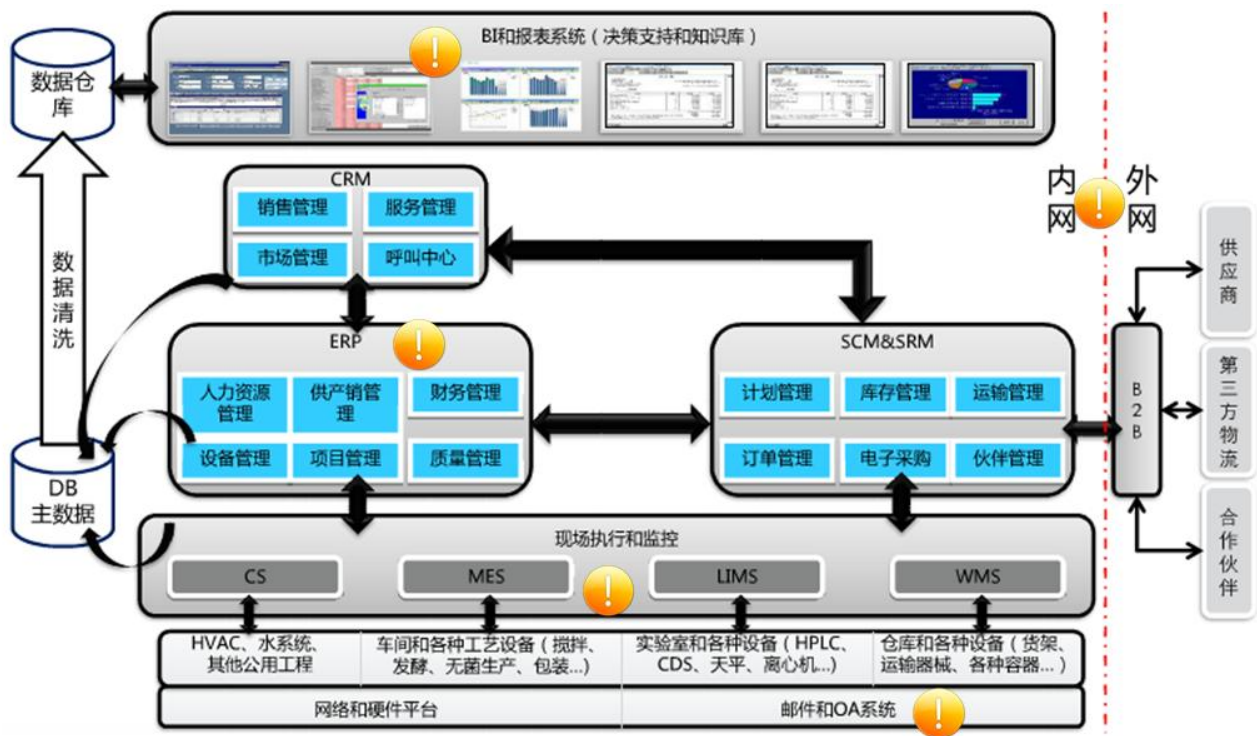 BI和报表系统（决策支持和知识库）
数据仓
库
数
据
清
洗
DB
主数据
CRM
销售管理
服务管理
市场管理
呼叫中心
内
网
外
网
ERP
人力资源
管理
供产销管
理
财务管理
设备管理
项目管理
质量管理
SCM&SRM
计划管理
库存管理
运输管理
订单管理
电子采购
伙伴管理
B
2
B
供
应
商
第
三
方
物
流
合
作
伙
伴
现场执行和监控
CS
MES
LIMS
WMS
HVAC、水系统、
其他公用工程
车间和各种工艺设备（搅拌、
发酵、无菌生产、包装...)
实验室和各种设备（HPLC、
CDS、天平、离心机...)
仓库和各种设备（货架、
运输器械、各种容器... ）
网络和硬件平台
邮件和OA系统